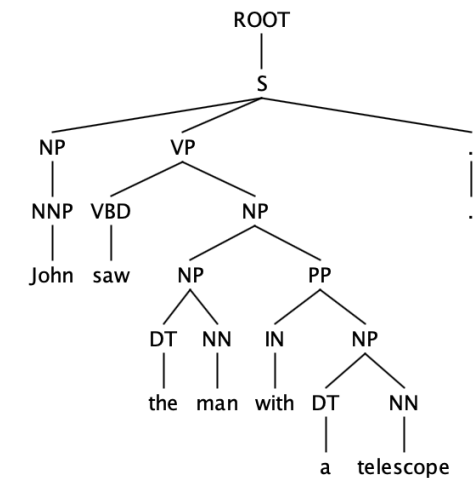 ROOT
S
NP VP .
NNP VBD NP .
John saw NP PP
DT NN IN NP
the man with DT NN
a telescope